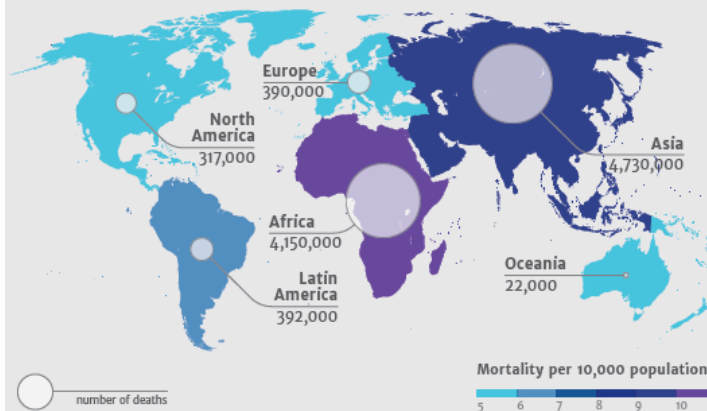 Europe
390,000
North
America
317,000
Asia
4,730,000
Africa
4,150,000
Latin
America
392,000
Oceania
22,000
number of deaths
Mortality per 10,000 population
5 6 7 8 9 10